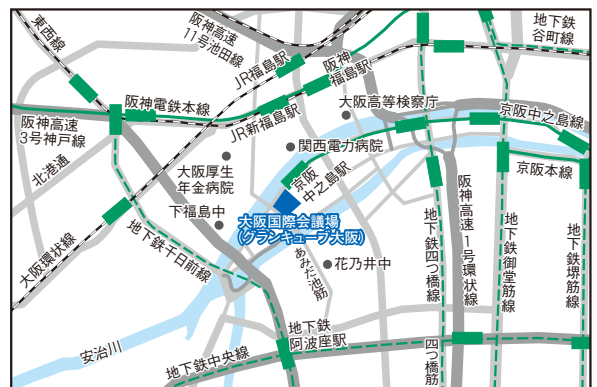 東西線
阪神高速
11号池田線
JR福島駅
阪神
福島駅
地下鉄
谷町線
阪神電鉄本線
阪神高速
3号神戸線
JR新福島駅
大阪高等検察庁
京阪中之島線
北港通
大阪厚生
年金病院
関西電力病院
京阪
中之島駅
京阪本線
下福島中
大阪国際会議場
(グランキューブ大阪)
大阪環状線
地下鉄千日前線
あみだ池筋
花乃井中
地下鉄四つ橋線
阪神高速1号環状線
地下鉄御堂筋線
地下鉄堺筋線
安治川
地下鉄中央線
地下鉄
阿波座駅
四つ橋筋